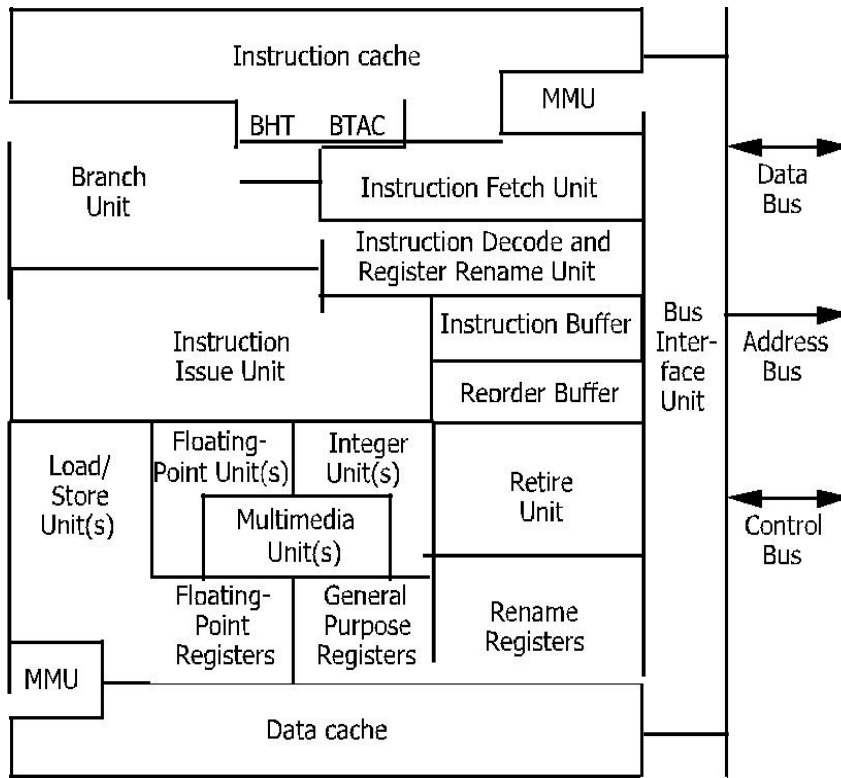 Instruction cache
MMU
BHT
BTAC
Branch
Unit
Instruction Fetch Unit
Data
Bus
Instruction Decode and
Register Rename Unit
Instruction
Issue Unit
Instruction Buffer
Reorder Buffer
Bus
Inter-
face
Unit
Address
Bus
Load/
Store
Unit(s)
Floating-
Point Unit(s)
Integer
Unit(s)
Multimedia
Unit(s)
Retire
Unit
Control
Bus
Floating-
Point
Registers
General
Purpose
Registers
Rename
Registers
MMU
Data cache